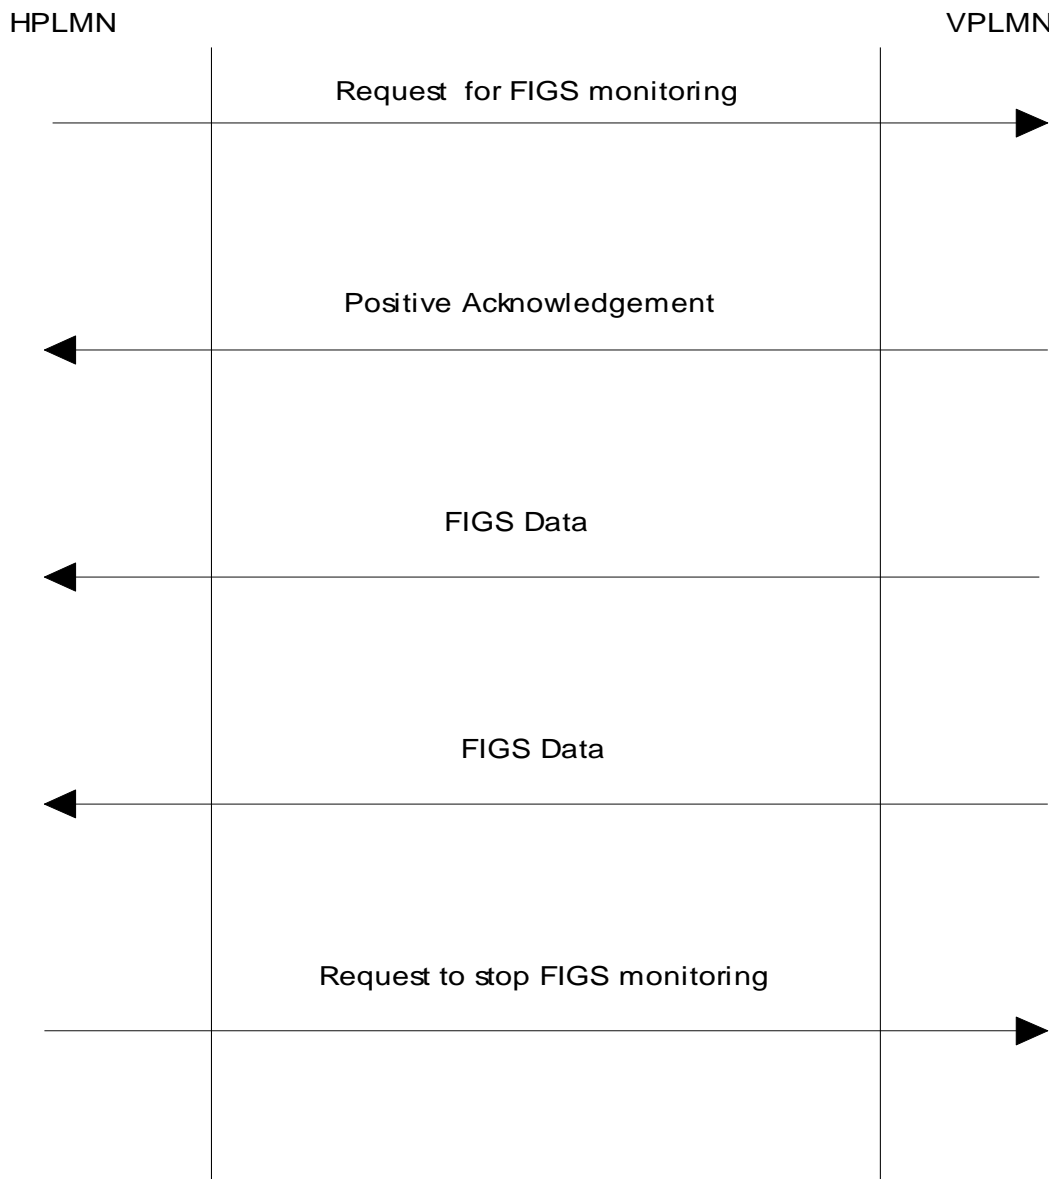 HPLMN
VPLMN
Request for FIGS monitoring
Positive Acknowledgement
FIGS Data
FIGS Data
Request to stop FIGS monitoring